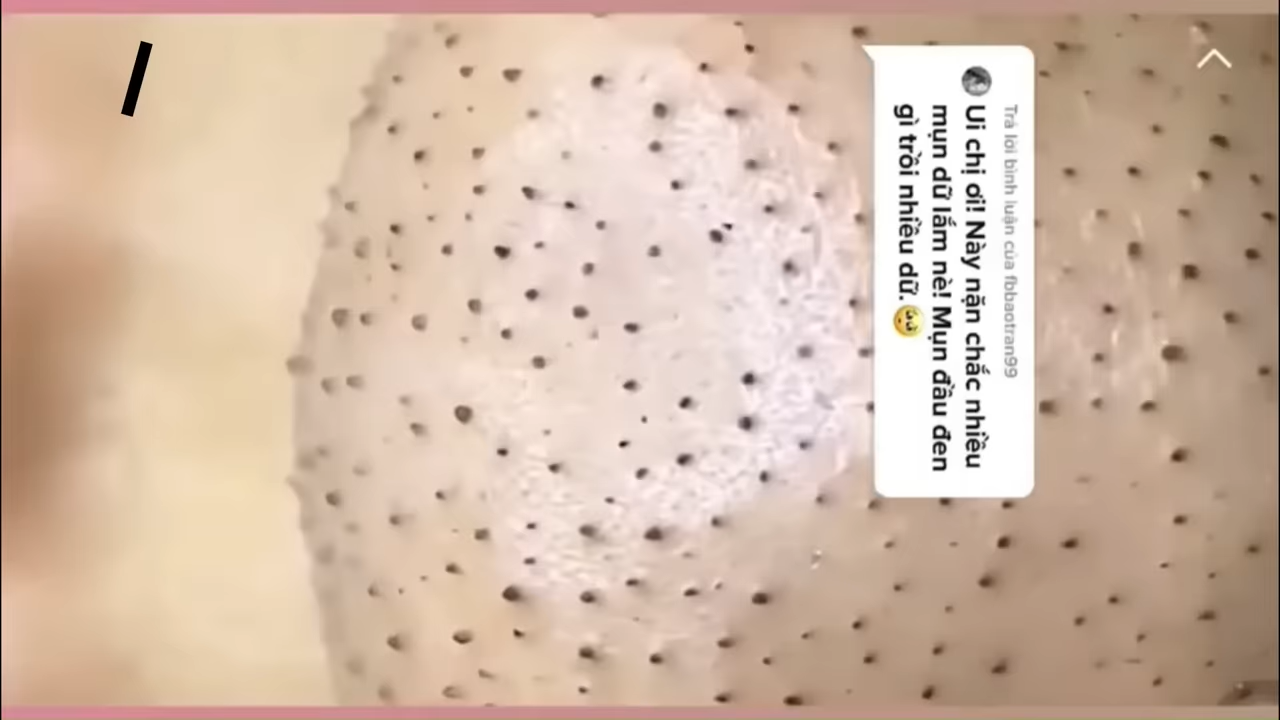 Trả lời bình luận của fbbaotran99
Ui chị ơi! Này nặn chắc nhiều
mụn dữ lắm nè! Mụn đầu đen
gì trồi nhiều dữ.🥺